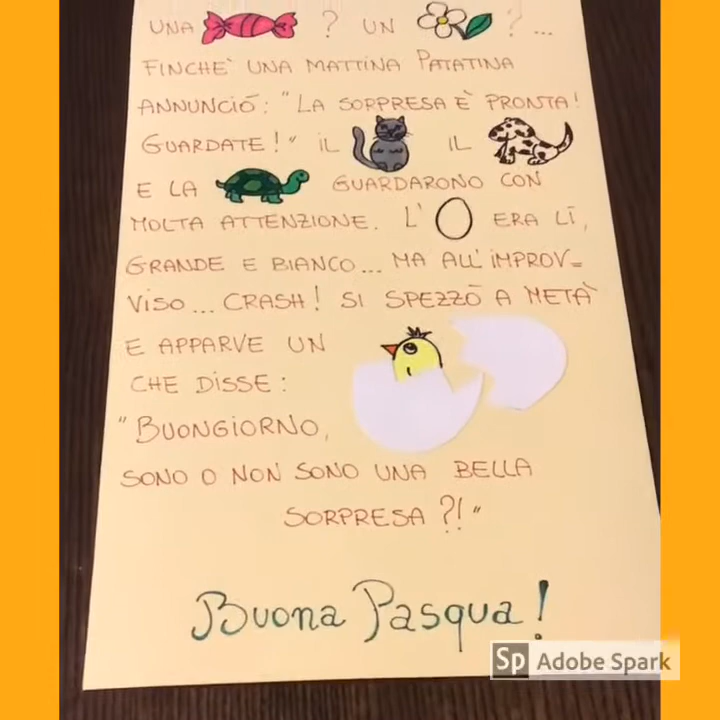 UNA ? UN ? ...
FINCHE' UNA MATTINA PATATINA
ANNUNCIÒ: "LA SORPRESA È PRONTA!
GUARDATE!" IL IL
E LA GUARDARONO CON
MOLTA ATTENZIONE. L'O ERA LÌ,
GRANDE E BIANCO... MA ALL'IMPROV=
VISO... CRASH! SI SPEZZÒ A METÀ
E APPARVE UN
CHE DISSE:
"BUONGIORNO,
SONO O NON SONO UNA BELLA
SORPRESA?!"
Buona Pasqua!
Sp Adobe Spark